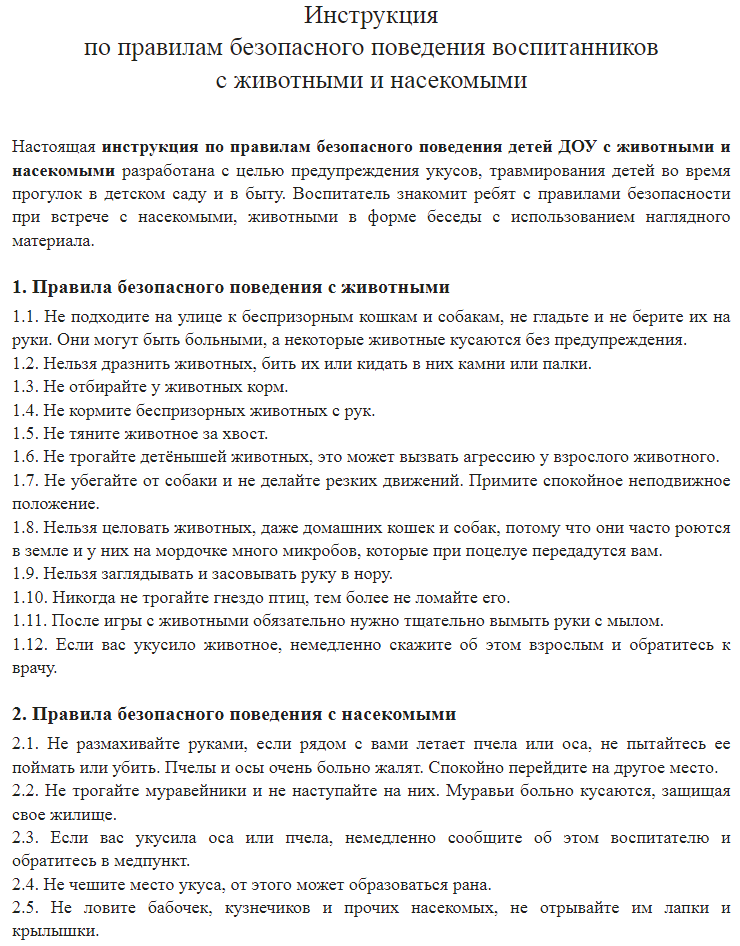 Инструкция
по правилам безопасного поведения воспитанников
с животными и насекомыми
Настоящая инструкция по правилам безопасного поведения детей ДОУ с животными и
насекомыми разработана с целью предупреждения укусов, травмирования детей во время
прогулок в детском саду и в быту. Воспитатель знакомит ребят с правилами безопасности
при встрече с насекомыми, животными в форме беседы с использованием наглядного
материала.
1. Правила безопасного поведения с животными
1.1. Не подходите на улице к беспризорным кошкам и собакам, не гладьте и не берите их на
руки. Они могут быть больными, а некоторые животные кусаются без предупреждения.
1.2. Нельзя дразнить животных, бить их или кидать в них камни или палки.
1.3. Не отбирайте у животных корм.
1.4. Не кормите беспризорных животных с рук.
1.5. Не тяните животное за хвост.
1.6. Не трогайте детёнышей животных, это может вызвать агрессию у взрослого животного.
1.7. Не убегайте от собаки и не делайте резких движений. Примите спокойное неподвижное
положение.
1.8. Нельзя целовать животных, даже домашних кошек и собак, потому что они часто роются
в земле и у них на мордочке много микробов, которые при поцелуе передадутся вам.
1.9. Нельзя заглядывать и засовывать руку в нору.
1.10. Никогда не трогайте гнездо птиц, тем более не ломайте его.
1.11. После игры с животными обязательно нужно тщательно вымыть руки с мылом.
1.12. Если вас укусило животное, немедленно скажите об этом взрослым и обратитесь к
врачу.
2. Правила безопасного поведения с насекомыми
2.1. Не размахивайте руками, если рядом с вами летает пчела или оса, не пытайтесь ее
поймать или убить. Пчелы и осы очень больно жалят. Спокойно перейдите на другое место.
2.2. Не трогайте муравейники и не наступайте на них. Муравьи больно кусаются, защищая
свое жилище.
2.3. Если вас укусила оса или пчела, немедленно сообщите об этом воспитателю и
обратитесь в медпункт.
2.4. Не чешите место укуса, от этого может образоваться рана.
2.5. Не ловите бабочек, кузнечиков и прочих насекомых, не отрывайте им лапки и
крылышки.